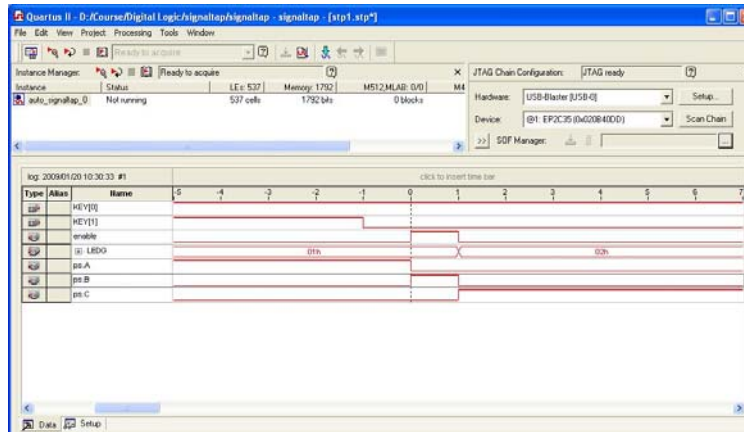 Quartus II - D:/Course/Digital Logic/signaltap/signaltap - signaltap - [stp1.stp*]
File Edit View Project Processing Tools Window
Ready to acquire
Instance Manager: Ready to acquire
JTAG Chain Configuration: JTAG ready
Instance Status LEs: 537 Memory: 1792 M512,MLAB: 0/0 M4
auto_signaltap_0 Not running 537 cells 1792 bits 0 blocks
Hardware: USB-Blaster [USB-0] Setup...
Device: @1: EP2C35 (0x020B40DD) Scan Chain
>> SOF Manager: ...
log: 2009/01/20 10:30:33 #1 click to insert time bar
Type Alias Name -5 -4 -3 -2 -1 0 1 2 3 4 5 6 7
KEY[0]
KEY[1]
enable
LEDG 01h 02h
ps.A
ps.B
ps.C
Data Setup